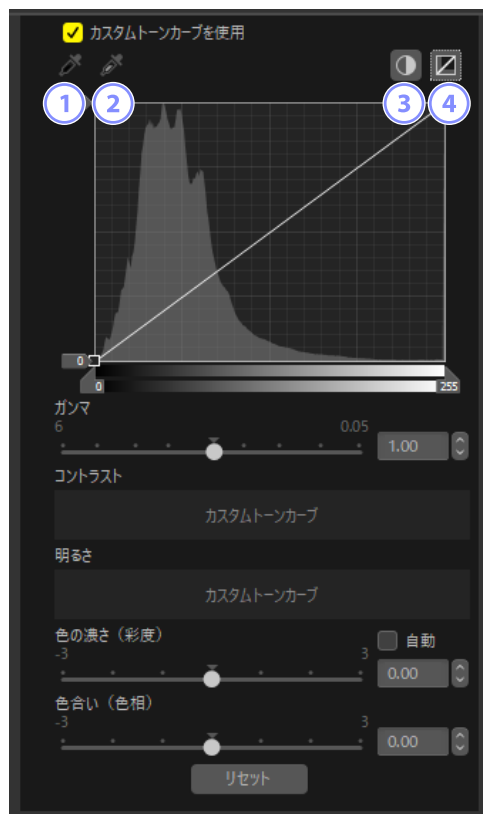 カスタムトーンカーブを使用
1 2 3 4
0
0 255
ガンマ
6 0.05
1.00
コントラスト
カスタムトーンカーブ
明るさ
カスタムトーンカーブ
色の濃さ（彩度） 自動
-3 3
0.00
色合い（色相）
-3 3
0.00
リセット